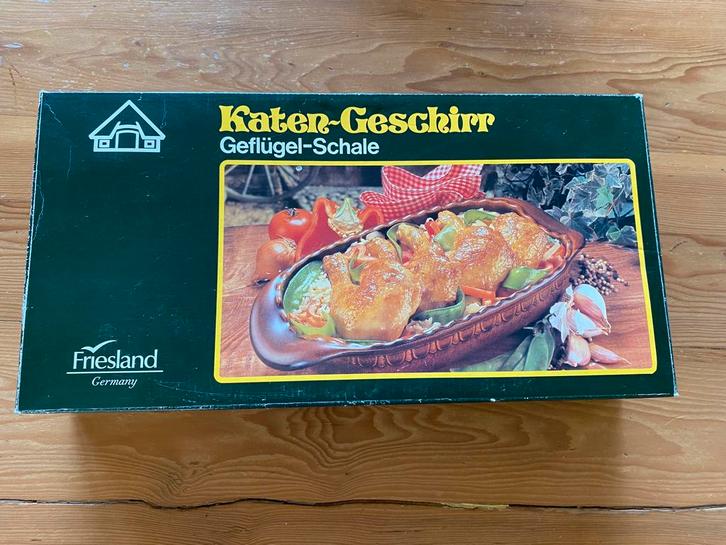 Katen-Geschirr
Geflügel-Schale
Friesland
Germany